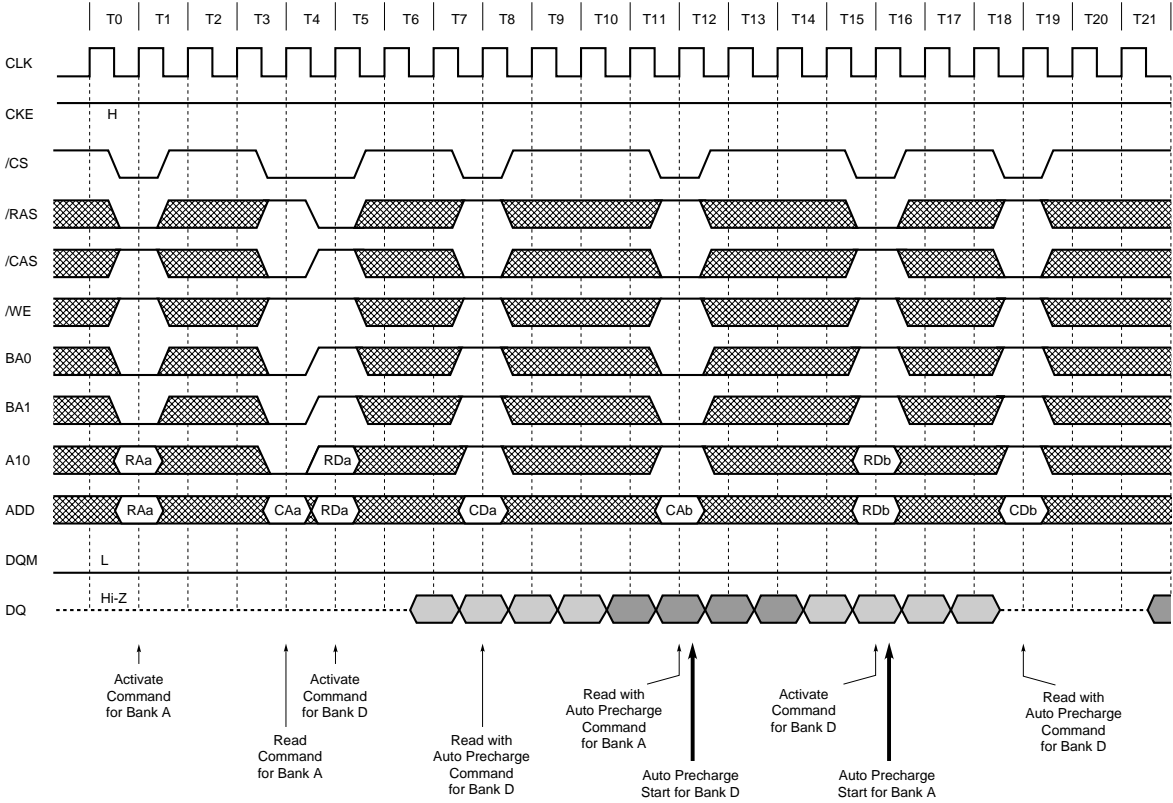 T0 T1 T2 T3 T4 T5 T6 T7 T8 T9 T10 T11 T12 T13 T14 T15 T16 T17 T18 T19 T20 T21
CLK
CKE H
/CS
/RAS
/CAS
/WE
BA0
BA1
A10 RAa RDa RDb
ADD RAa CAa RDa CDa CAb RDb CDb
DQM L
DQ Hi-Z
Activate
Command
for Bank A
Read
Command
for Bank A
Activate
Command
for Bank D
Read with
Auto Precharge
Command
for Bank D
Read with
Auto Precharge
Command
for Bank A
Auto Precharge
Start for Bank D
Activate
Command
for Bank D
Auto Precharge
Start for Bank A
Read with
Auto Precharge
Command
for Bank D